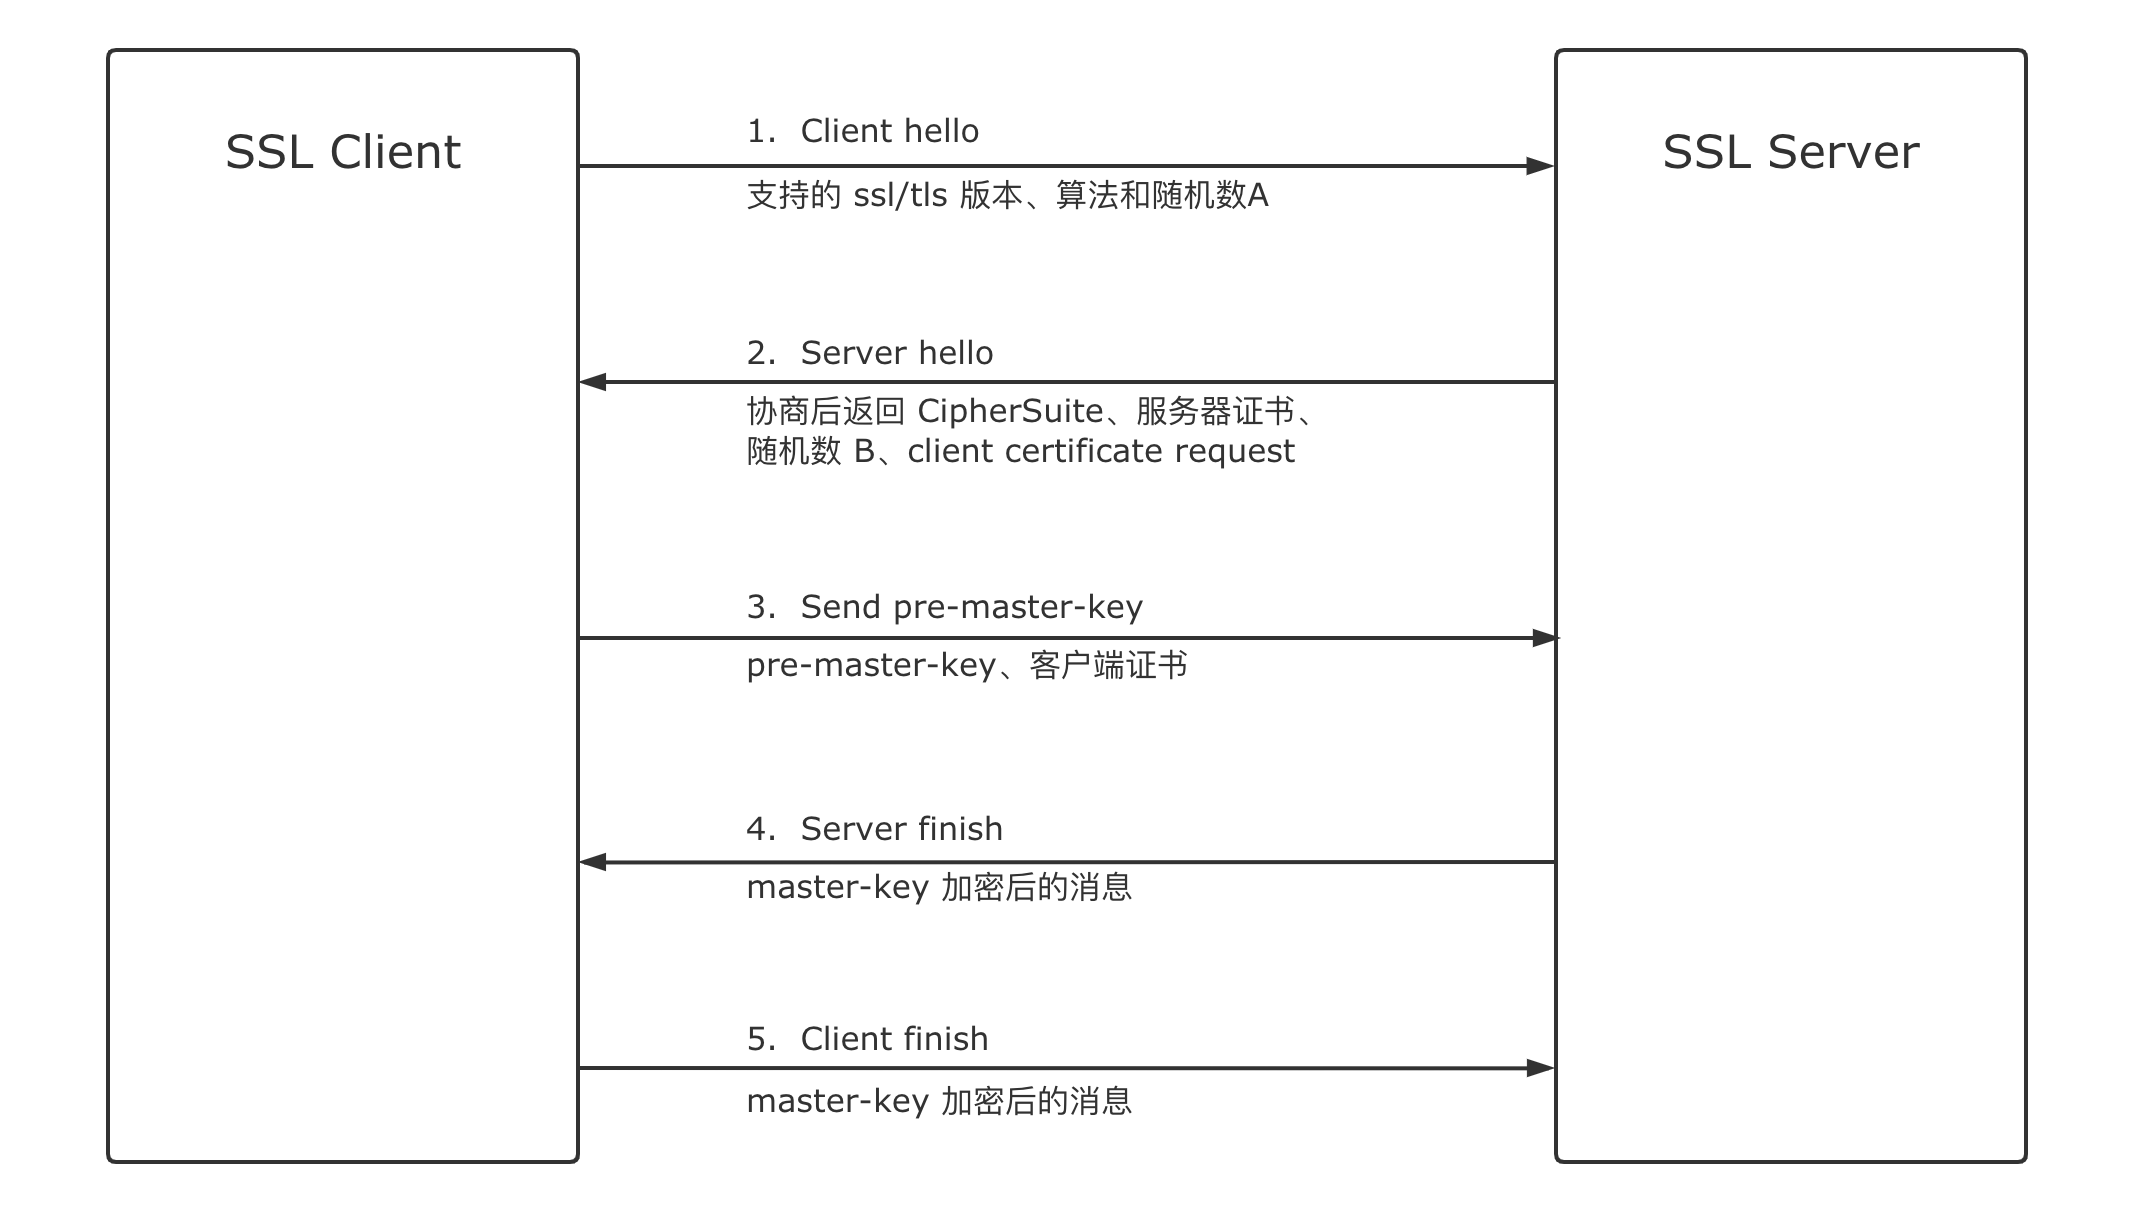 SSL Client
SSL Server
1. Client hello
支持的 ssl/tls 版本、算法和随机数A
2. Server hello
协商后返回 CipherSuite、服务器证书、
随机数 B、client certificate request
3. Send pre-master-key
pre-master-key、客户端证书
4. Server finish
master-key 加密后的消息
5. Client finish
master-key 加密后的消息